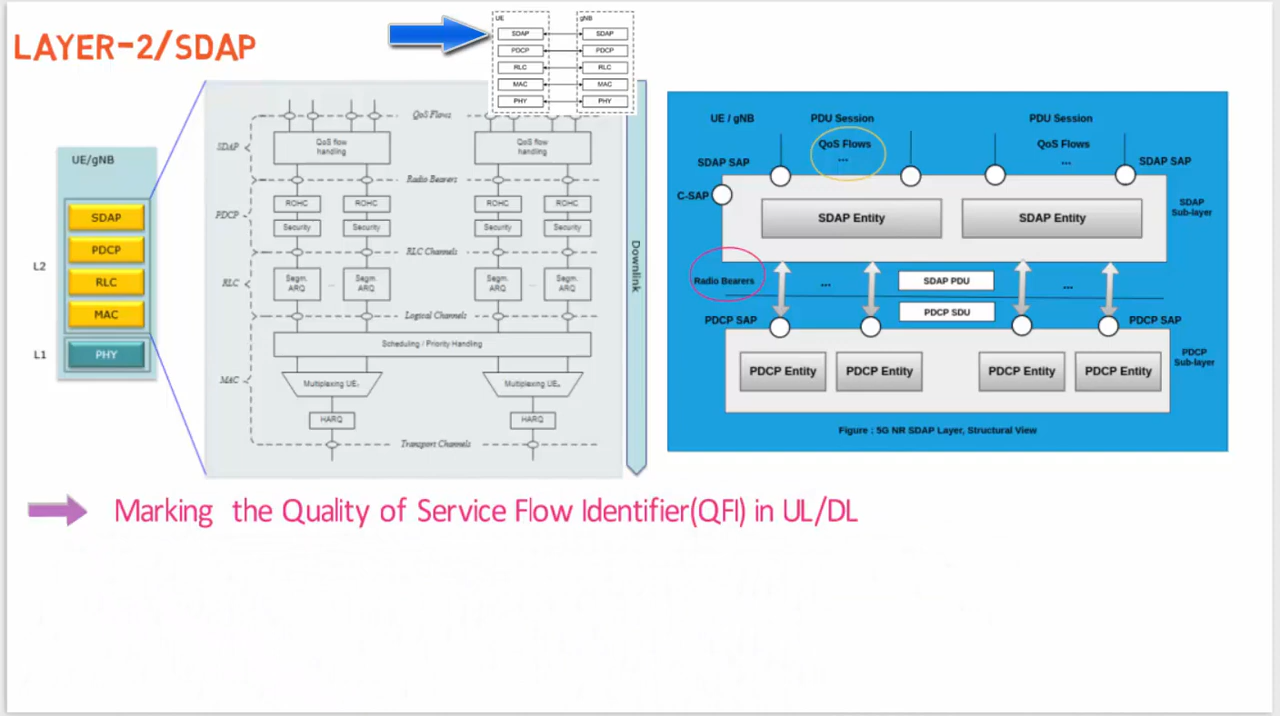 LAYER-2/SDAP
UE gNB
SDAP SDAP
PDCP PDCP
RLC RLC
MAC MAC
PHY PHY
UE/gNB
L2
SDAP
PDCP
RLC
MAC
L1
PHY
QoS Flows
SDAP
QoS flow handling
QoS flow handling
Radio Bearers
PDCP
ROHC ROHC ROHC ROHC
Security Security Security Security
RLC Channels
RLC
Segm. ARQ ... Segm. ARQ Segm. ARQ ... Segm. ARQ
Logical Channels
Scheduling / Priority Handling
MAC
Multiplexing UE₁ Multiplexing UEₙ
HARQ HARQ
Transport Channels
Downlink
UE / gNB PDU Session PDU Session
QoS Flows QoS Flows
... ...
SDAP SAP SDAP SAP
C-SAP
SDAP Entity SDAP Entity
SDAP
Sub-layer
Radio Bearers ... SDAP PDU ...
PDCP SDU
PDCP SAP PDCP SAP
PDCP Entity PDCP Entity PDCP Entity PDCP Entity
PDCP
Sub-layer
Figure : 5G NR SDAP Layer, Structural View
Marking the Quality of Service Flow Identifier(QFI) in UL/DL